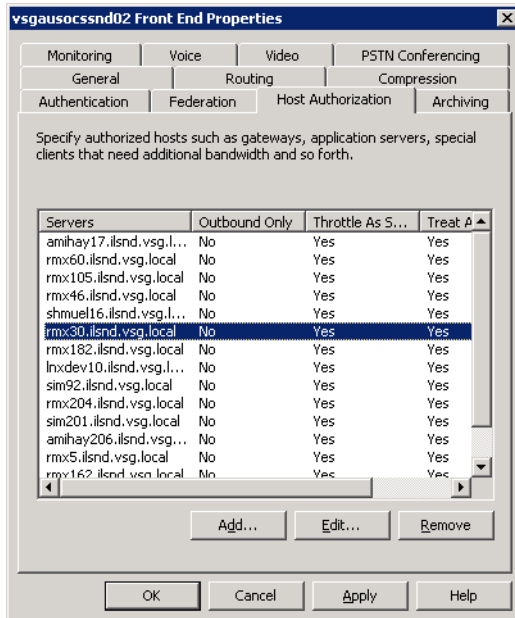 vsgausocssnd02 Front End Properties
Monitoring Voice Video PSTN Conferencing
General Routing Compression
Authentication Federation Host Authorization Archiving
Specify authorized hosts such as gateways, application servers, special
clients that need additional bandwidth and so forth.
Servers Outbound Only Throttle As S... Treat A
amihay17.ilsnd.vsg.l... No Yes Yes
rmx60.ilsnd.vsg.local No Yes Yes
rmx105.ilsnd.vsg.local No Yes Yes
rmx46.ilsnd.vsg.local No Yes Yes
shmuel16.ilsnd.vsg.l... No Yes Yes
rmx30.ilsnd.vsg.local No Yes Yes
rmx182.ilsnd.vsg.local No Yes Yes
lnxdev10.ilsnd.vsg.l... No Yes Yes
sim92.ilsnd.vsg.local No Yes Yes
rmx204.ilsnd.vsg.local No Yes Yes
sim201.ilsnd.vsg.local No Yes Yes
amihay206.ilsnd.vsg... No Yes Yes
rmx5.ilsnd.vsg.local No Yes Yes
rmx162.ilsnd.vsg.local No Yes Yes
Add... Edit... Remove
OK Cancel Apply Help